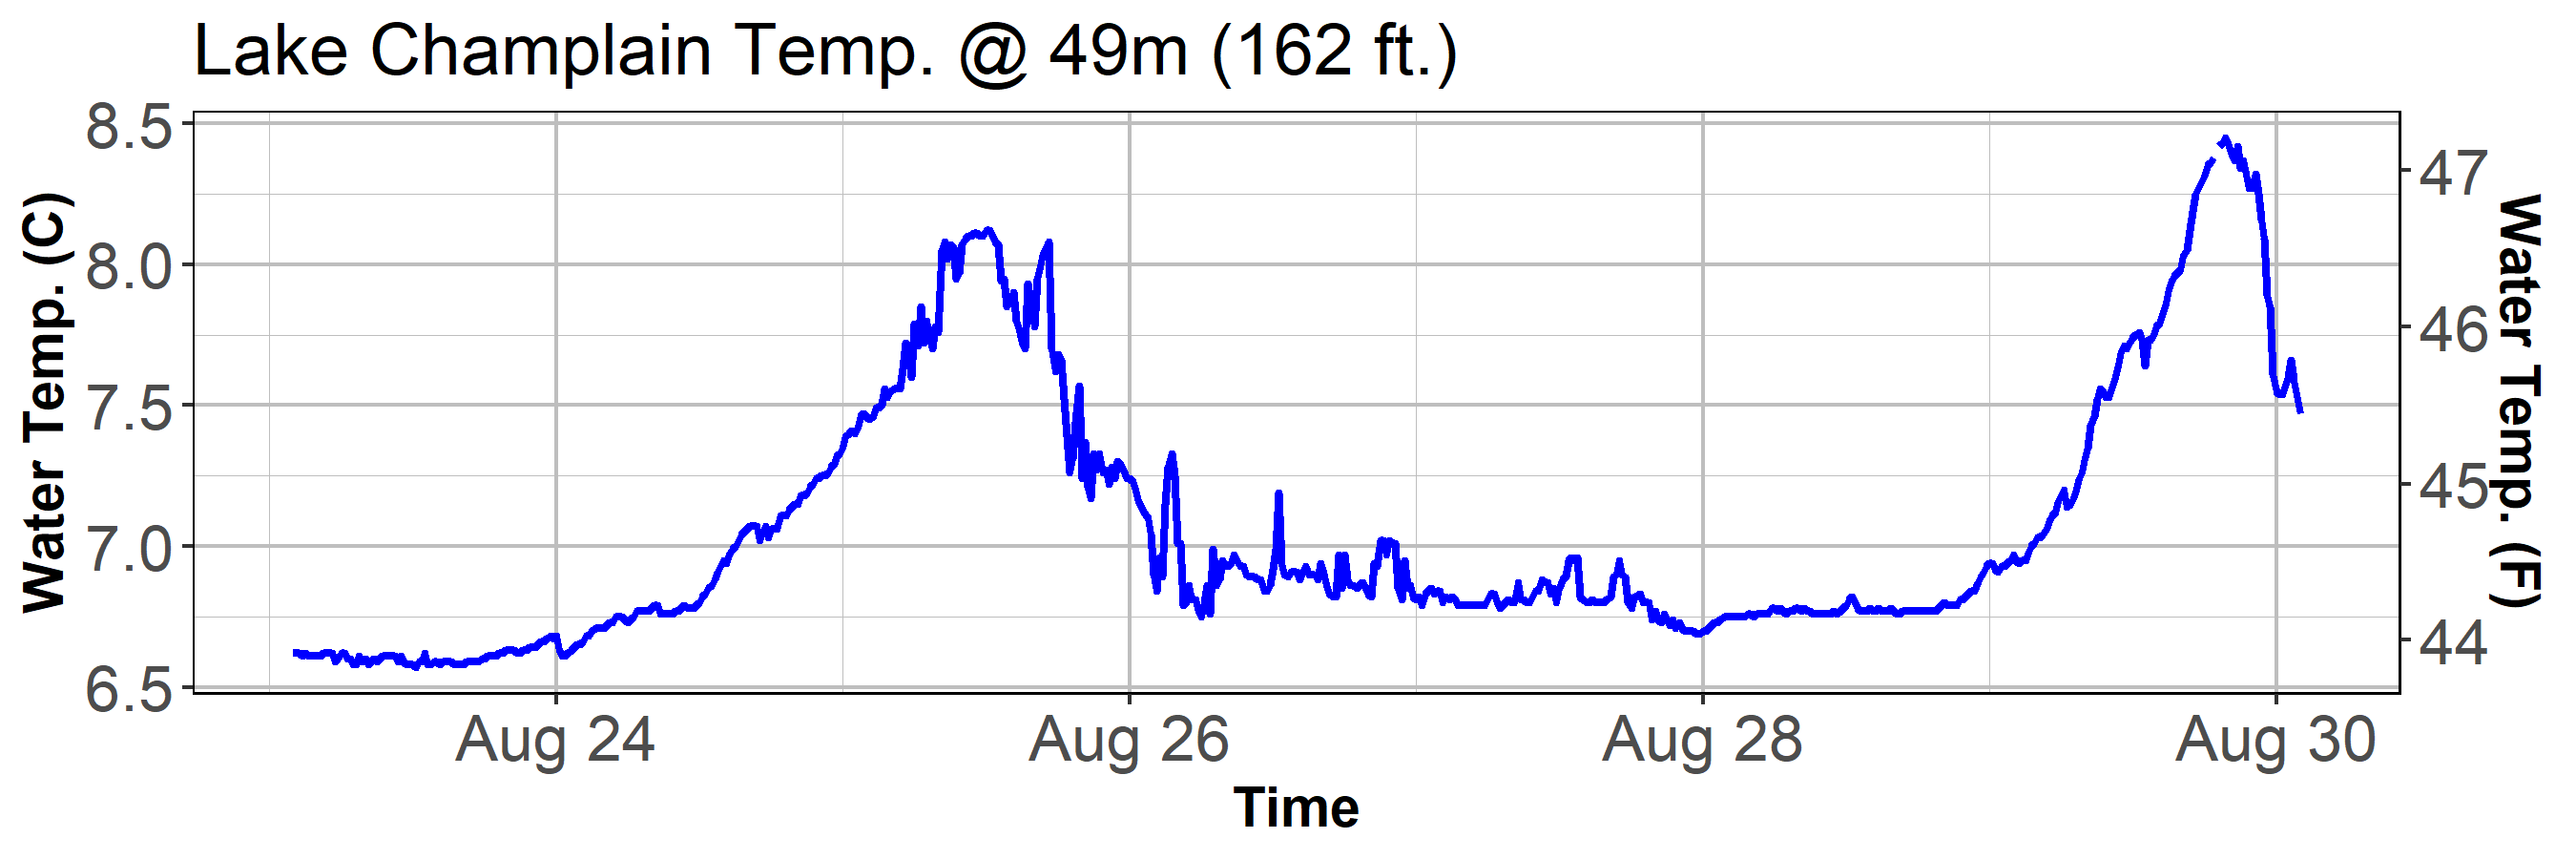 Lake Champlain Temp. @ 49m (162 ft.)
Water Temp. (C)
8.5
8.0
7.5
7.0
6.5
47
46
45
44
Water Temp. (F)
Aug 24
Aug 26
Aug 28
Aug 30
Time